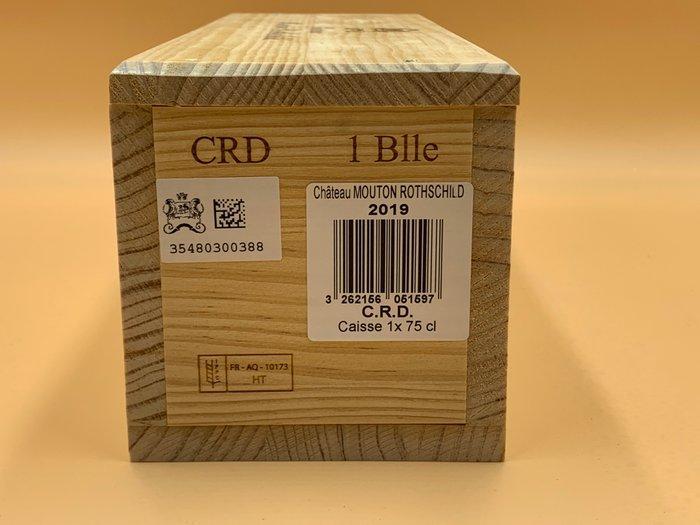 CRD 1 Blle
35480300388
Château MOUTON ROTHSCHILD
2019
3 262156 051597
C.R.D.
Caisse 1x 75 cl
FR - AQ - 10173
HT